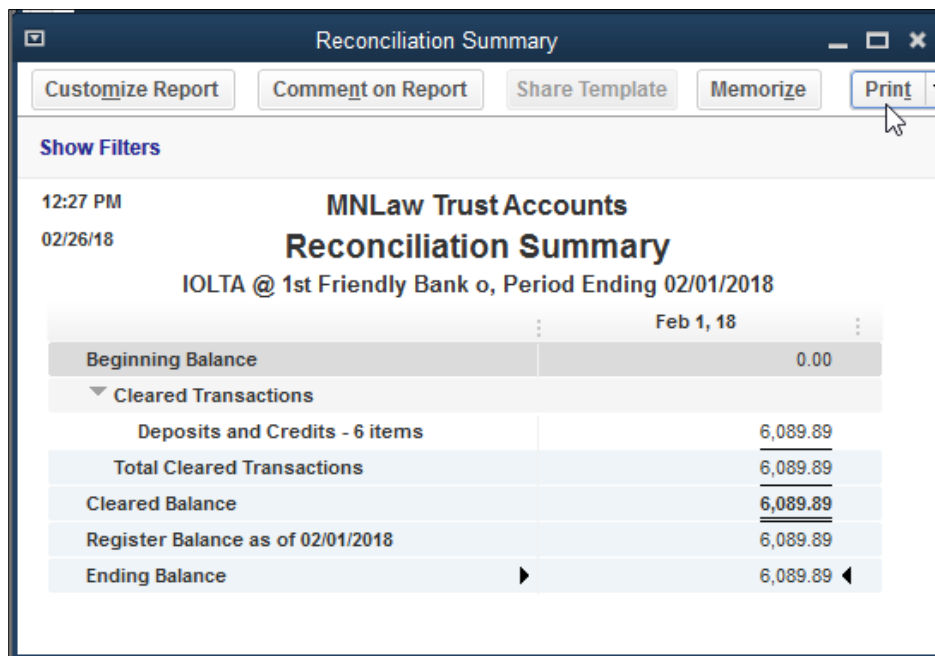 Reconciliation Summary
Customize Report Comment on Report Share Template Memorize Print
Show Filters
12:27 PM MNLaw Trust Accounts
02/26/18 Reconciliation Summary
IOLTA @ 1st Friendly Bank o, Period Ending 02/01/2018
Feb 1, 18
Beginning Balance 0.00
Cleared Transactions
Deposits and Credits - 6 items 6,089.89
Total Cleared Transactions 6,089.89
Cleared Balance 6,089.89
Register Balance as of 02/01/2018 6,089.89
Ending Balance 6,089.89